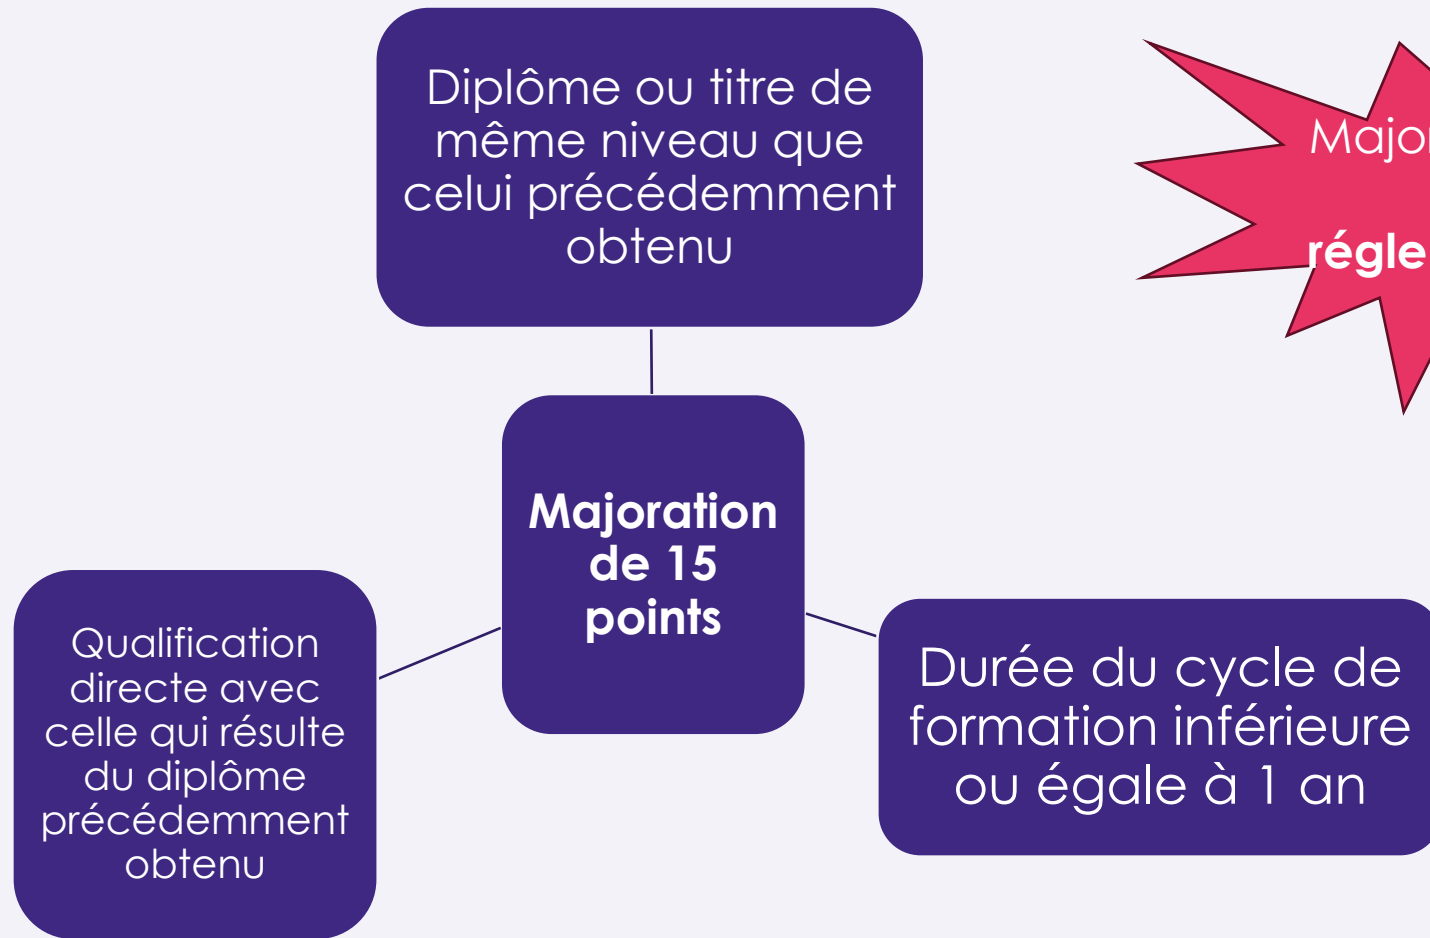 Diplôme ou titre de
même niveau que
celui précédemment
obtenu
Majoration
de 15
points
Qualification
directe avec
celle qui résulte
du diplôme
précédemment
obtenu
Durée du cycle de
formation inférieure
ou égale à 1 an